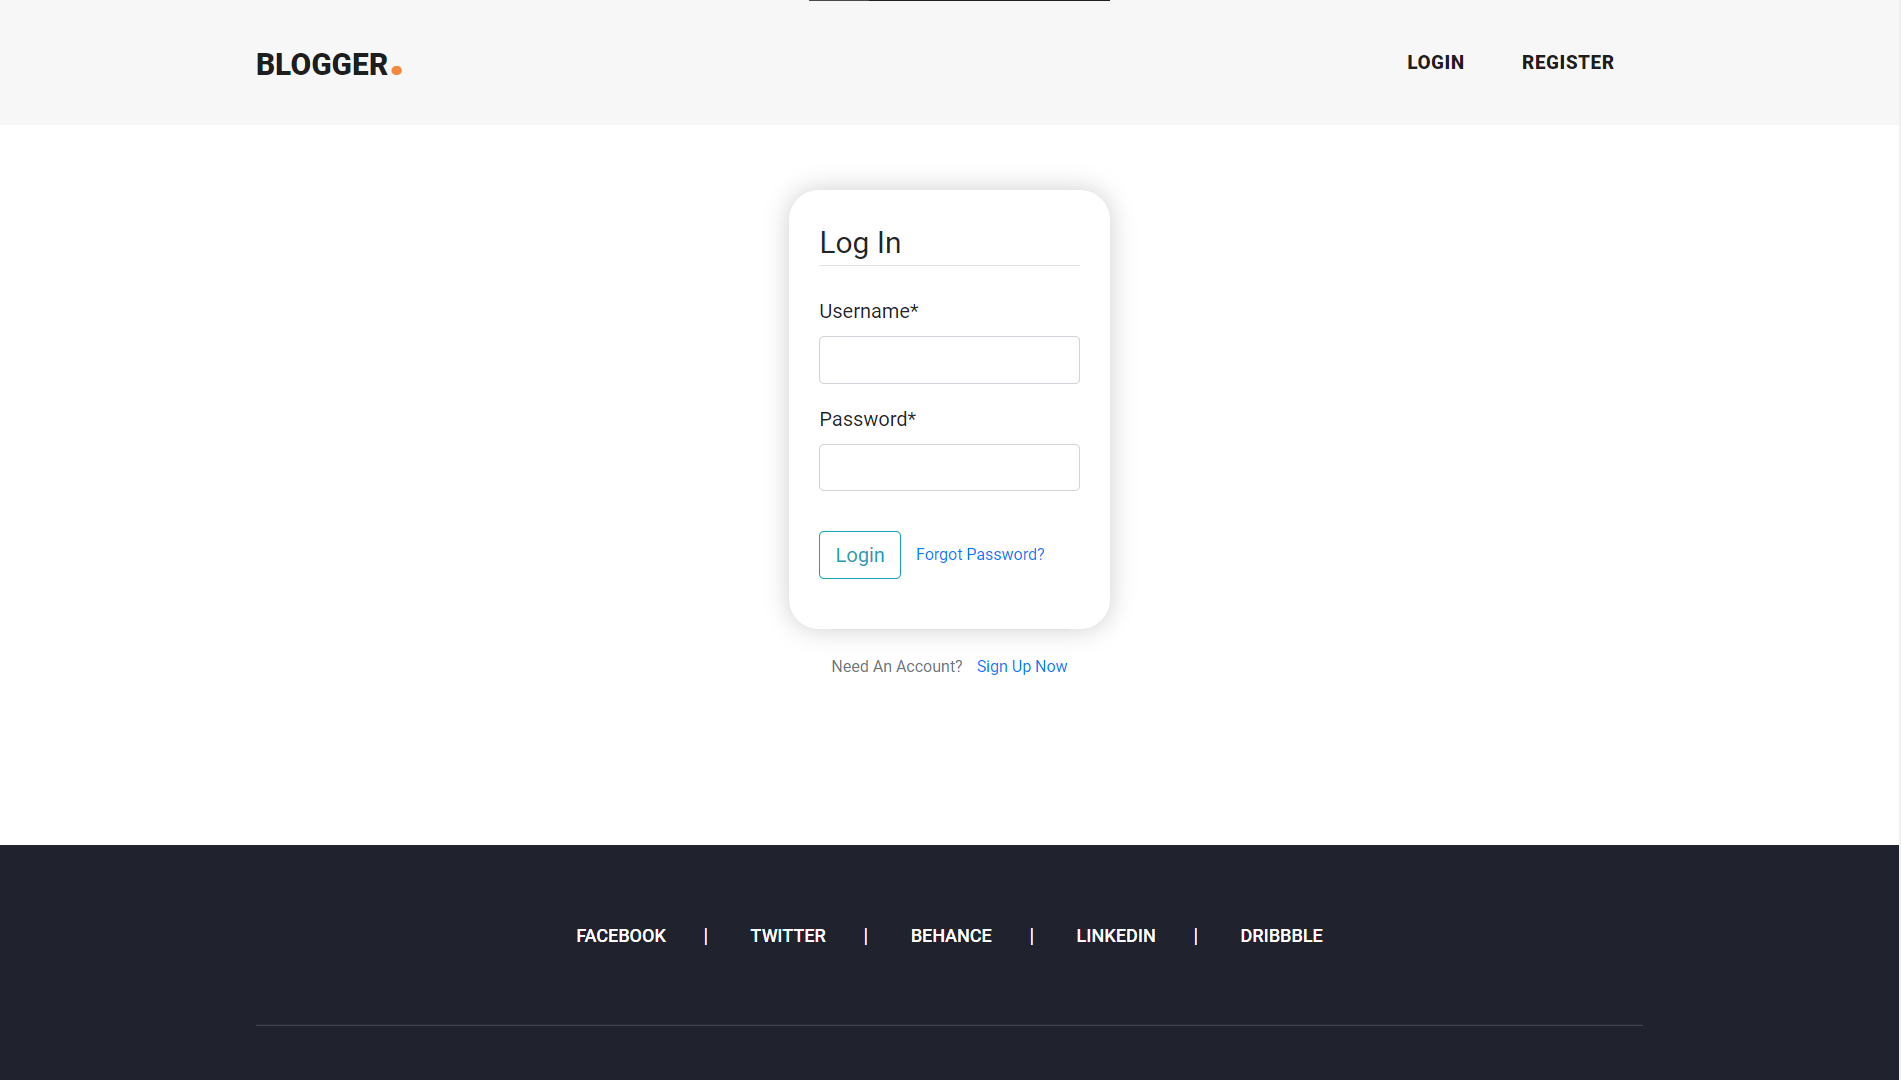 BLOGGER.
LOGIN REGISTER
Log In
Username*
Password*
Login Forgot Password?
Need An Account? Sign Up Now
FACEBOOK | TWITTER | BEHANCE | LINKEDIN | DRIBBBLE